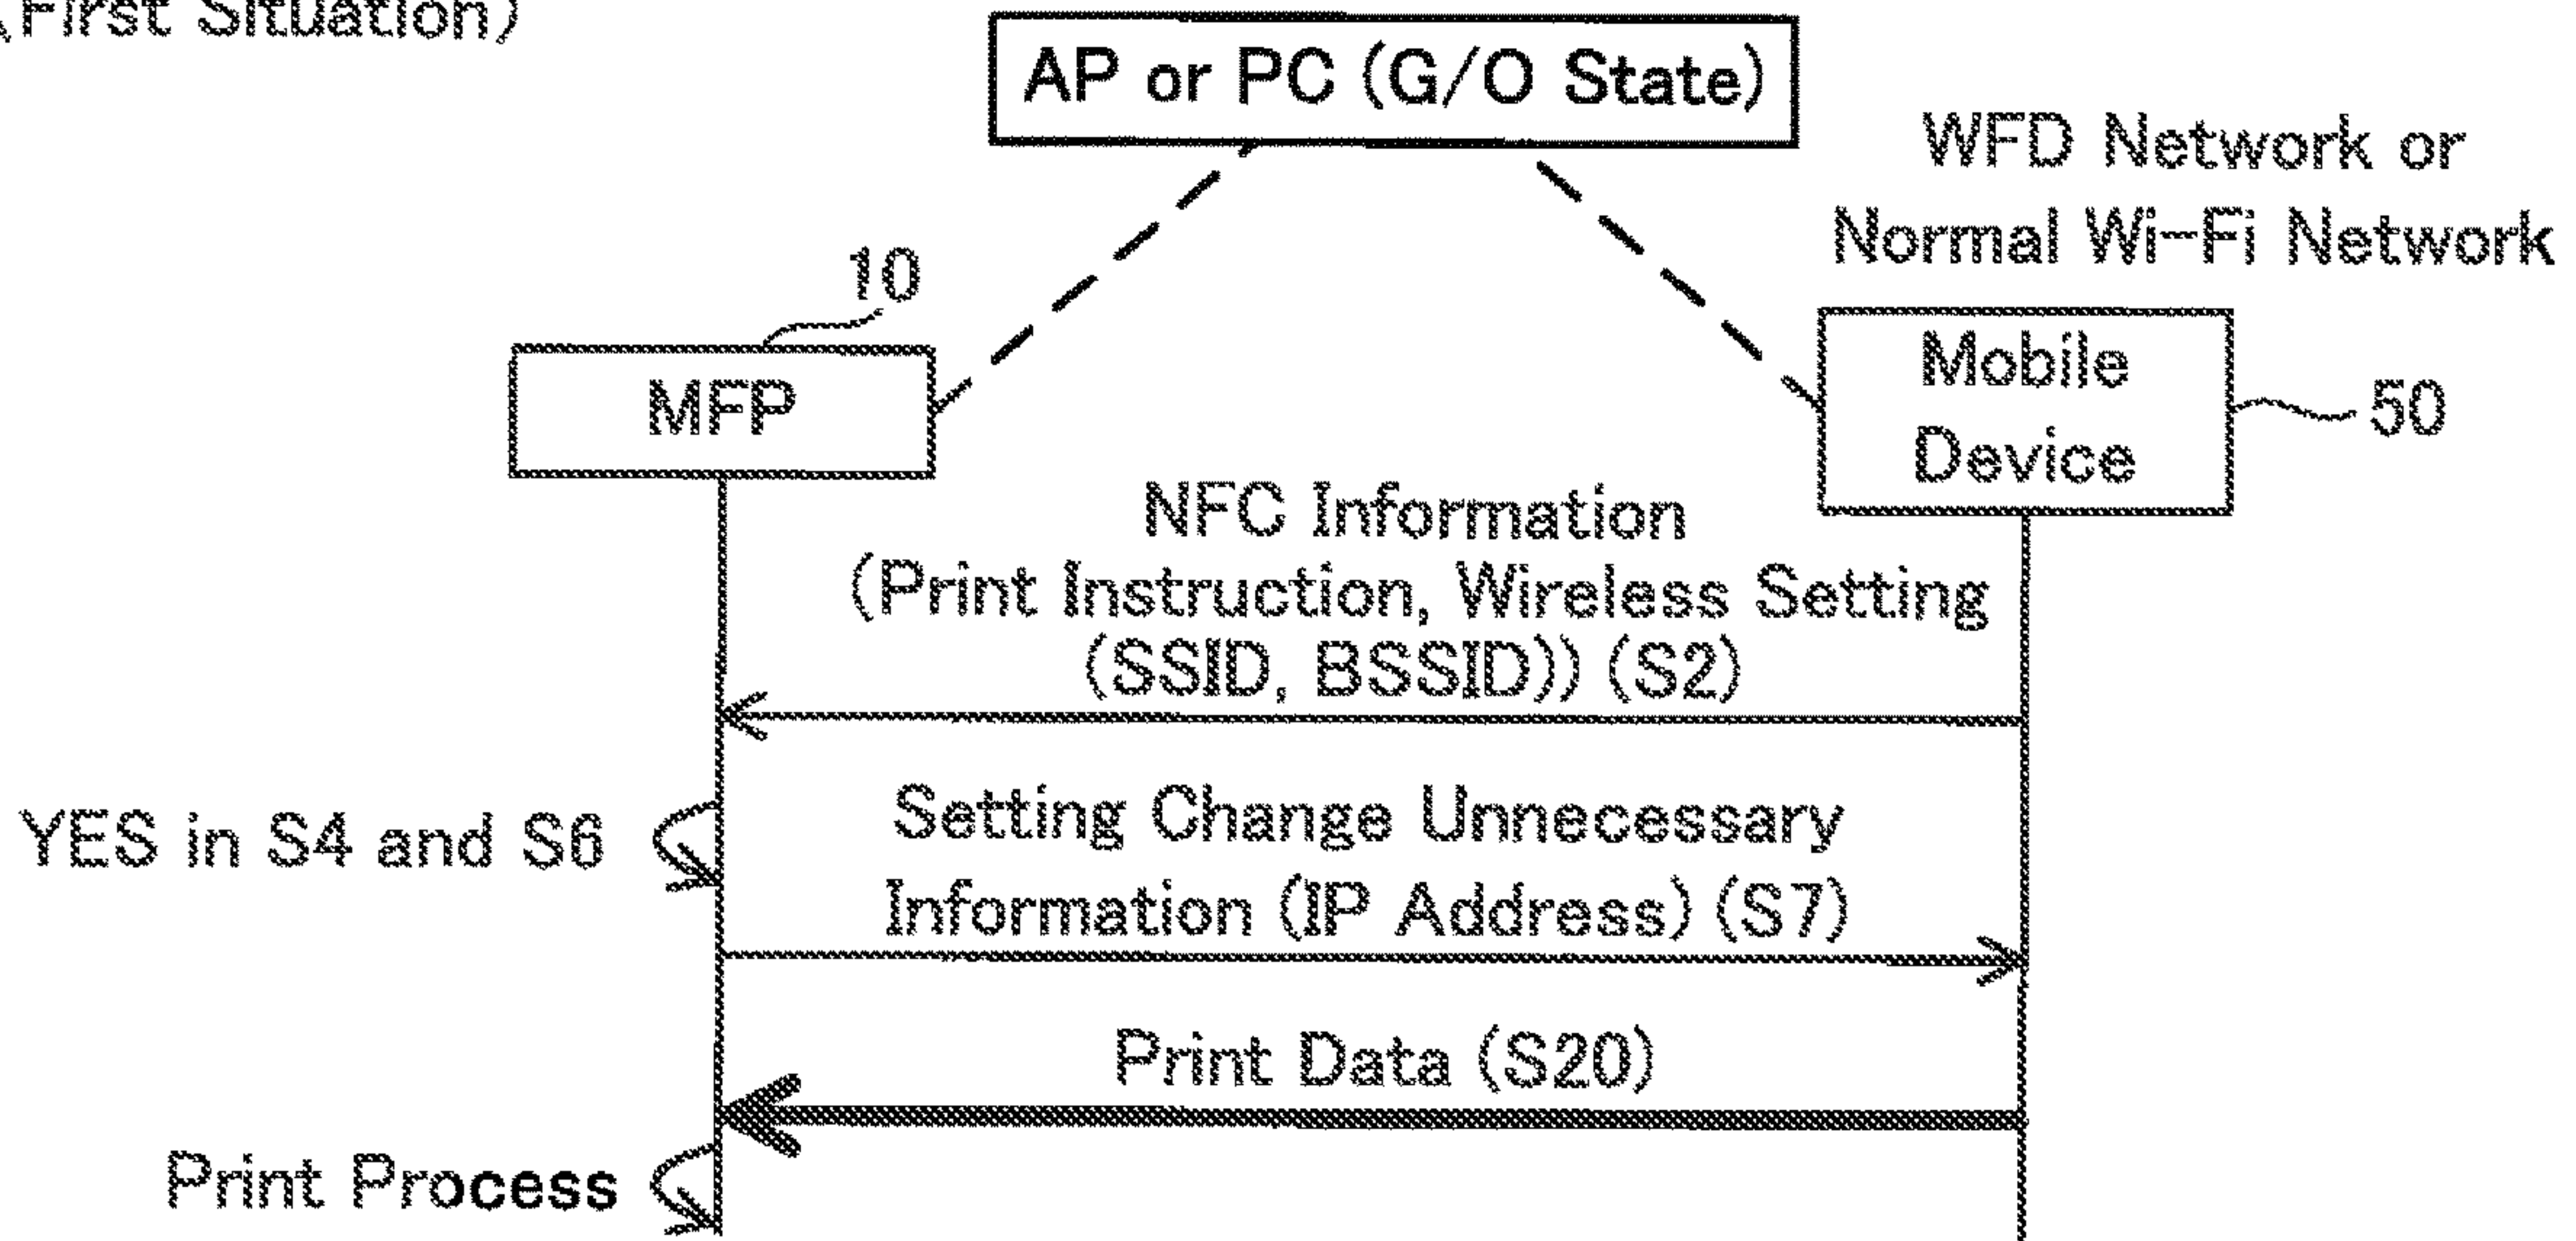 (First Situation)
AP or PC (G/O State)
WFD Network or
Normal Wi-Fi Network
10
MFP
Mobile
Device
50
NFC Information
(Print Instruction, Wireless Setting
(SSID, BSSID)) (S2)
YES in S4 and S6
Setting Change Unnecessary
Information (IP Address) (S7)
Print Data (S20)
Print Process